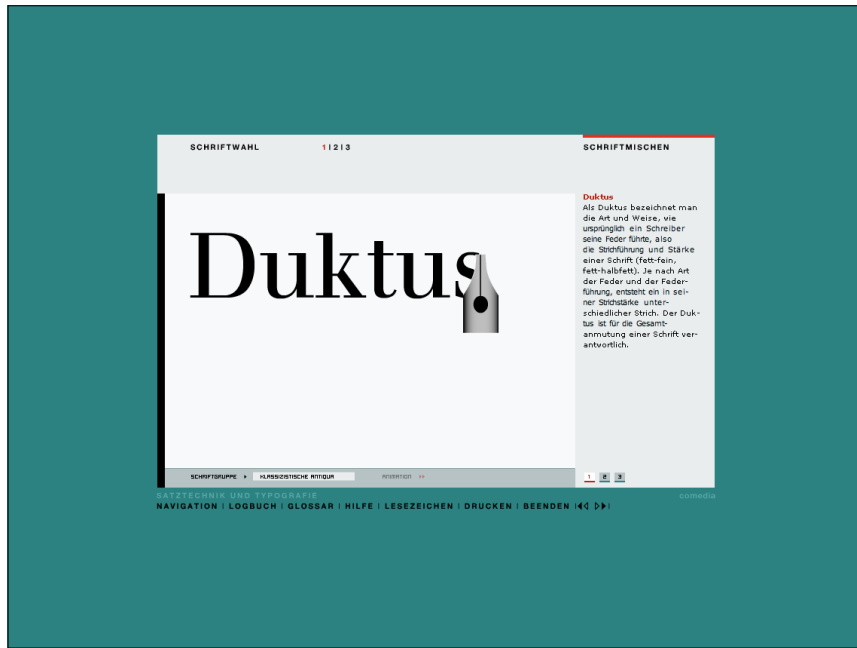 SCHRIFTWAHL 1 | 2 | 3 SCHRIFTMISCHEN
Duktus
Duktus
Als Duktus bezeichnet man
die Art und Weise, wie
ursprünglich ein Schreiber
seine Feder führte, also
die Strichführung und Stärke
einer Schrift (fett-fein,
fett-halbfett). Je nach Art
der Feder und der Feder-
führung, entsteht ein in sei-
ner Strichstärke unter-
schiedlicher Strich. Der Duk-
tus ist für die Gesamt-
anmutung einer Schrift ver-
antwortlich.
SCHRIFTGRUPPE KLASSIZISTISCHE ANTIQUA ANIMATION 1 2 3
SATZTECHNIK UND TYPOGRAFIE comedia
NAVIGATION | LOGBUCH | GLOSSAR | HILFE | LESEZEICHEN | DRUCKEN | BEENDEN